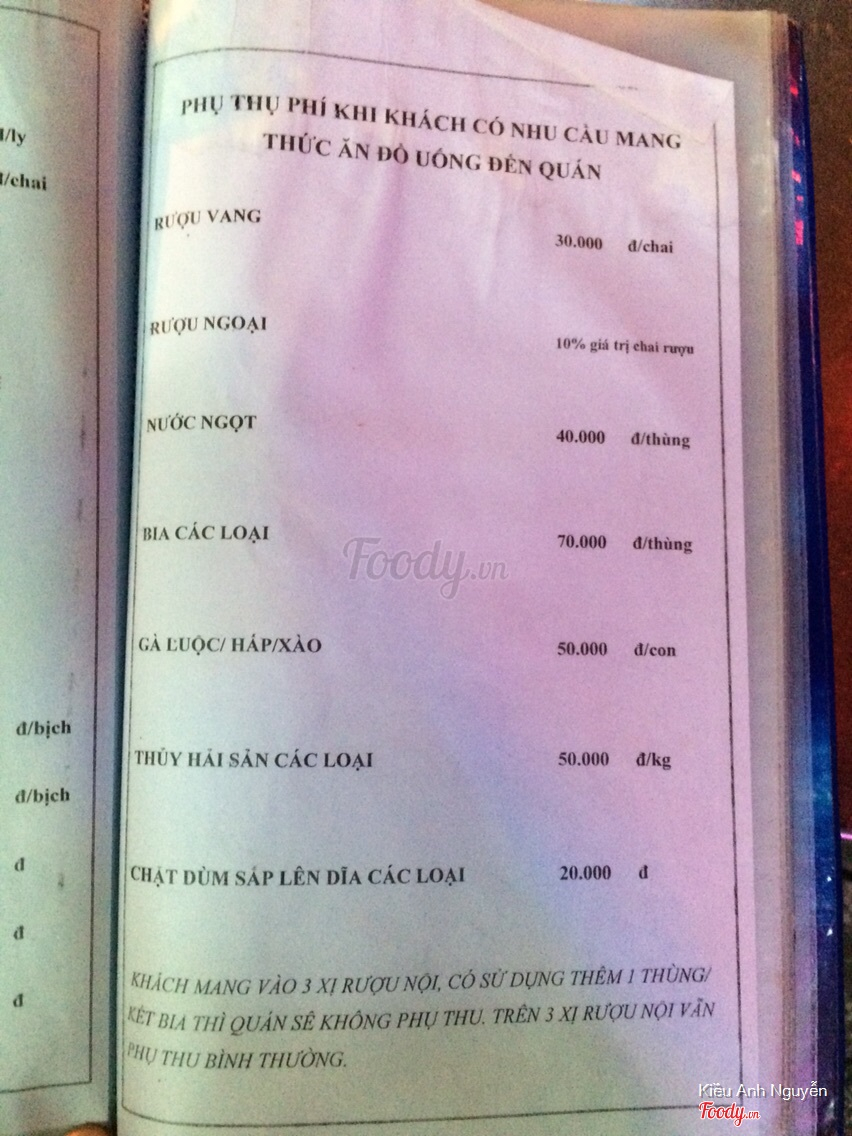 đ/ly
đ/chai
đ/bịch
đ/bịch
đ
đ
đ
PHỤ THỤ PHÍ KHI KHÁCH CÓ NHU CẦU MANG
THỨC ĂN ĐỒ UỐNG ĐẾN QUÁN
RƯỢU VANG 30.000 đ/chai
RƯỢU NGOẠI 10% giá trị chai rượu
NƯỚC NGỌT 40.000 đ/thùng
BIA CÁC LOẠI 70.000 đ/thùng
GÀ LUỘC/ HẤP/XÀO 50.000 đ/con
THỦY HẢI SẢN CÁC LOẠI 50.000 đ/kg
CHẶT DÙM SẮP LÊN DĨA CÁC LOẠI 20.000 đ
KHÁCH MANG VÀO 3 XỊ RƯỢU NỘI, CÓ SỬ DỤNG THÊM 1 THÙNG/
KÉT BIA THÌ QUÁN SẼ KHÔNG PHỤ THU. TRÊN 3 XỊ RƯỢU NỘI VẪN
PHỤ THU BÌNH THƯỜNG.
Foody.vn
Kiều Anh Nguyễn
Foody.vn